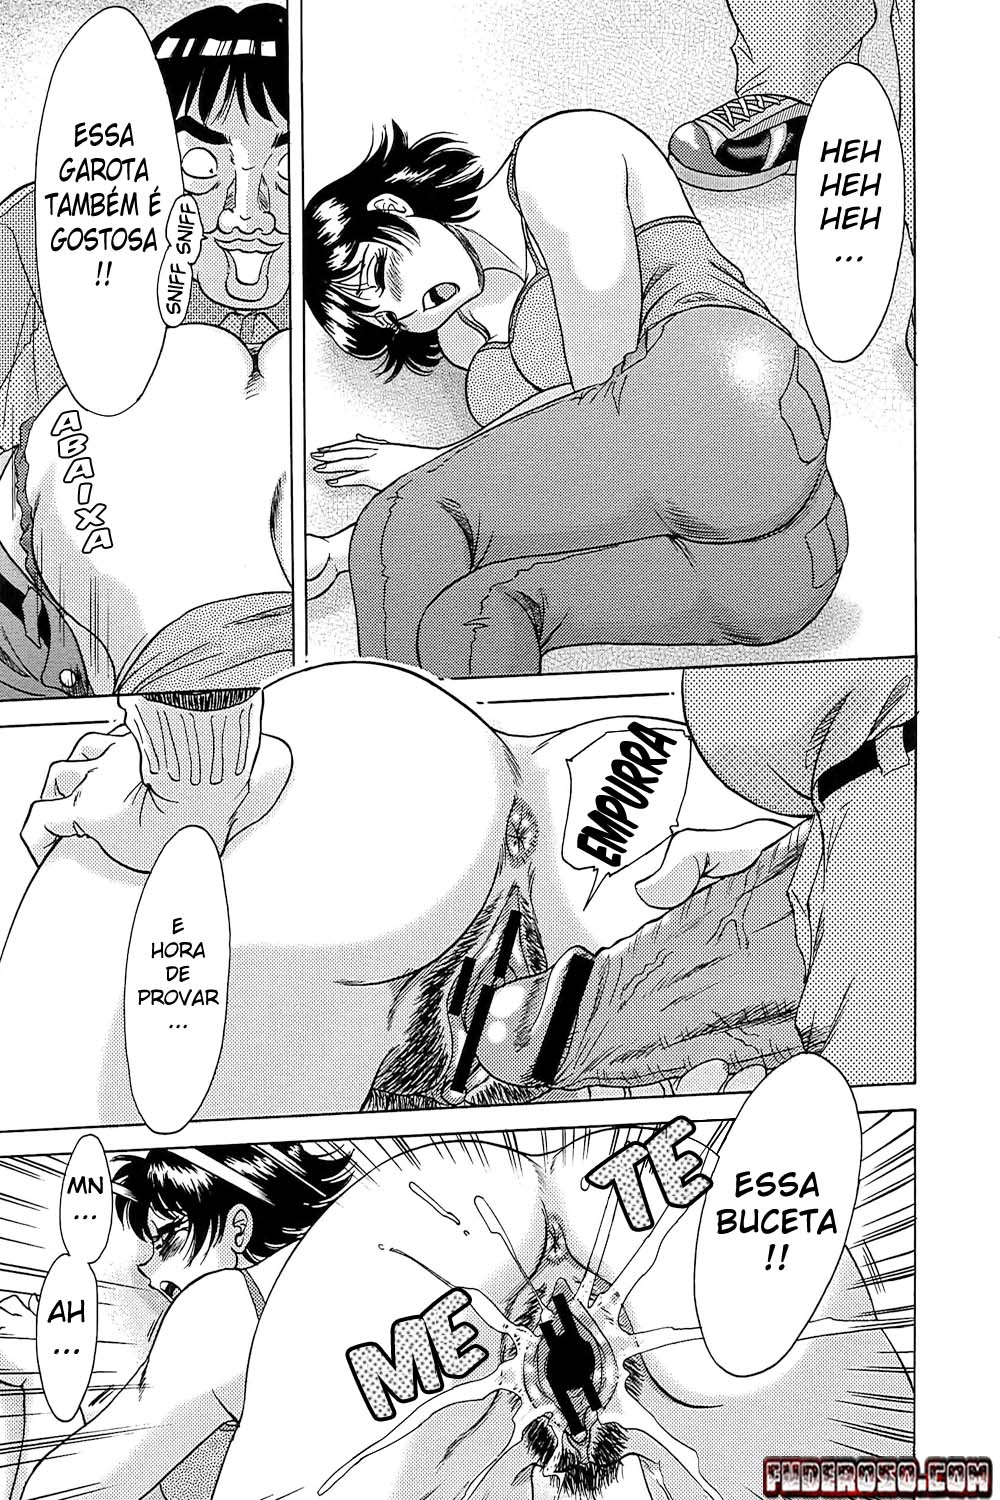 HEH
HEH
HEH
...
ESSA
GAROTA
TAMBÉM É
GOSTOSA
!!
SNIFF SNIFF
ABAIXA
EMPURRA
E
HORA
DE
PROVAR
...
ESSA
BUCETA
!!
ME
TE
MN
...
AH
...
FUDEROSO.COM